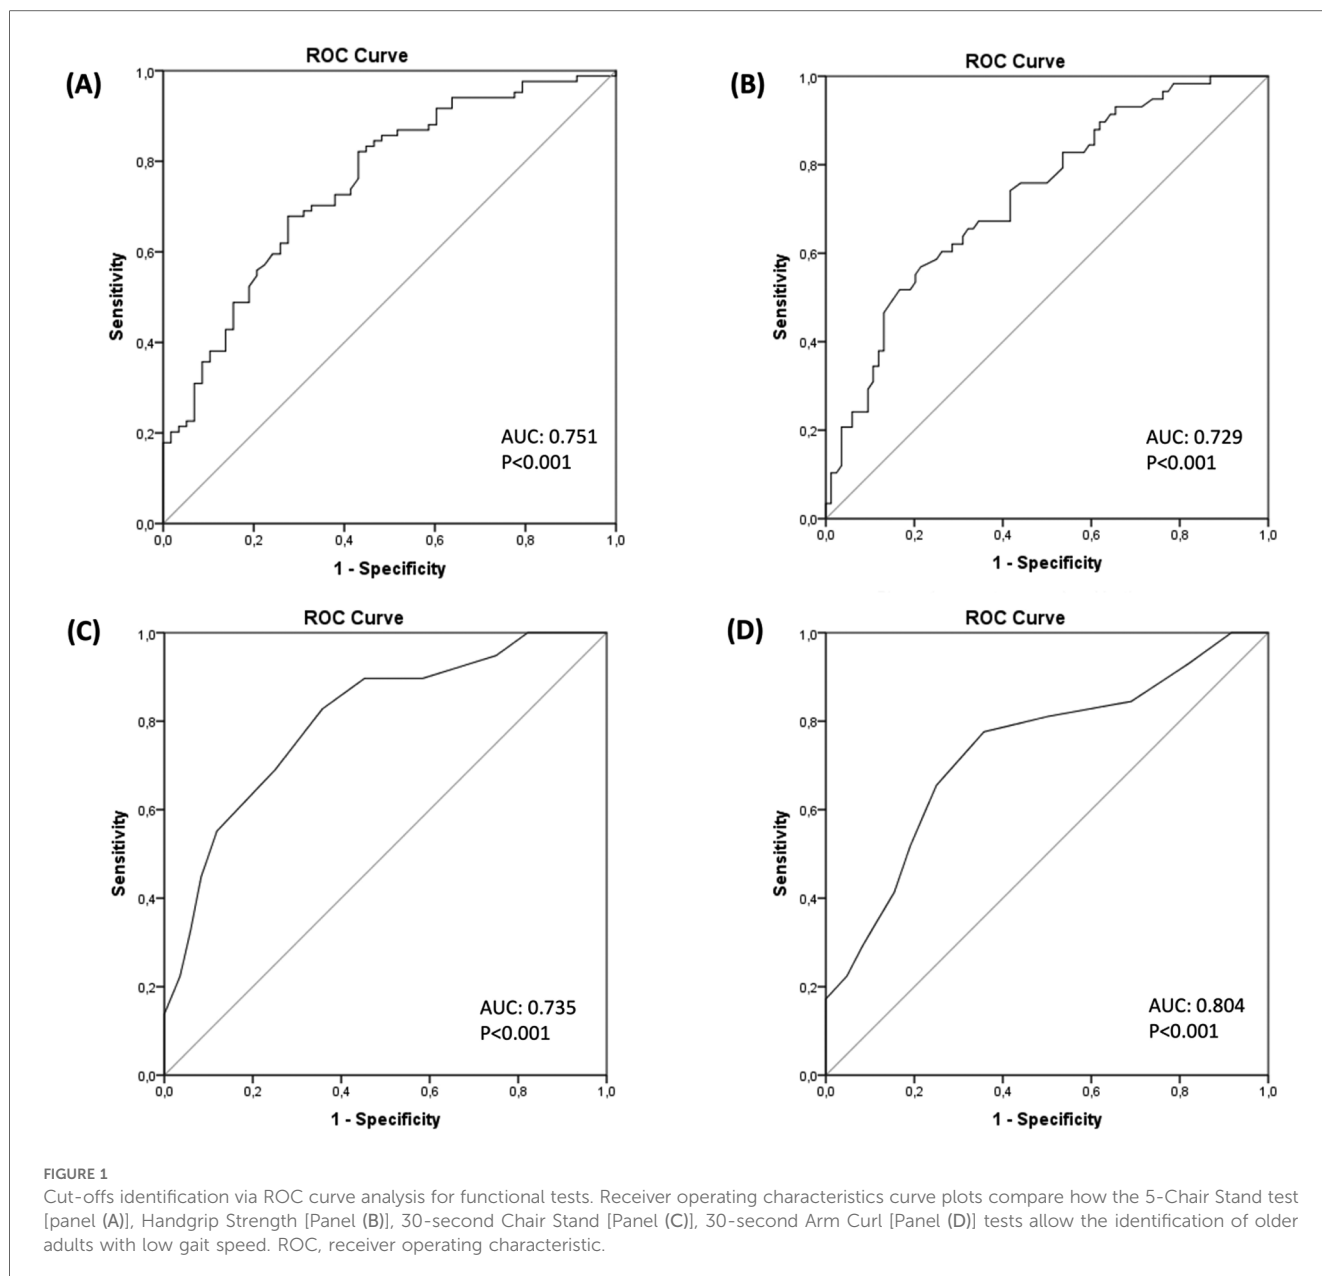 (A)
ROC Curve
1,0
0,8
0,6
0,4
0,2
0,0
Sensitivity
AUC: 0.751
P<0.001
0,0 0,2 0,4 0,6 0,8 1,0
1 - Specificity
(B)
ROC Curve
1,0
0,8
0,6
0,4
0,2
0,0
Sensitivity
AUC: 0.729
P<0.001
0,0 0,2 0,4 0,6 0,8 1,0
1 - Specificity
(C)
ROC Curve
1,0
0,8
0,6
0,4
0,2
0,0
Sensitivity
AUC: 0.735
P<0.001
0,0 0,2 0,4 0,6 0,8 1,0
1 - Specificity
(D)
ROC Curve
1,0
0,8
0,6
0,4
0,2
0,0
Sensitivity
AUC: 0.804
P<0.001
0,0 0,2 0,4 0,6 0,8 1,0
1 - Specificity
FIGURE 1
Cut-offs identification via ROC curve analysis for functional tests. Receiver operating characteristics curve plots compare how the 5-Chair Stand test
[panel (A)], Handgrip Strength [Panel (B)], 30-second Chair Stand [Panel (C)], 30-second Arm Curl [Panel (D)] tests allow the identification of older
adults with low gait speed. ROC, receiver operating characteristic.